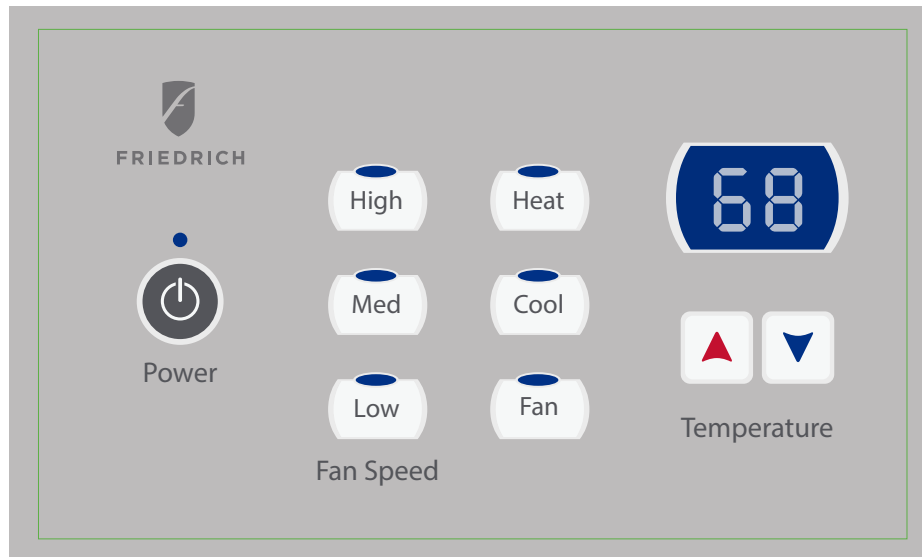 FRIEDRICH
68
High
Heat
Med
Cool
Power
Low
Fan
Temperature
Fan Speed